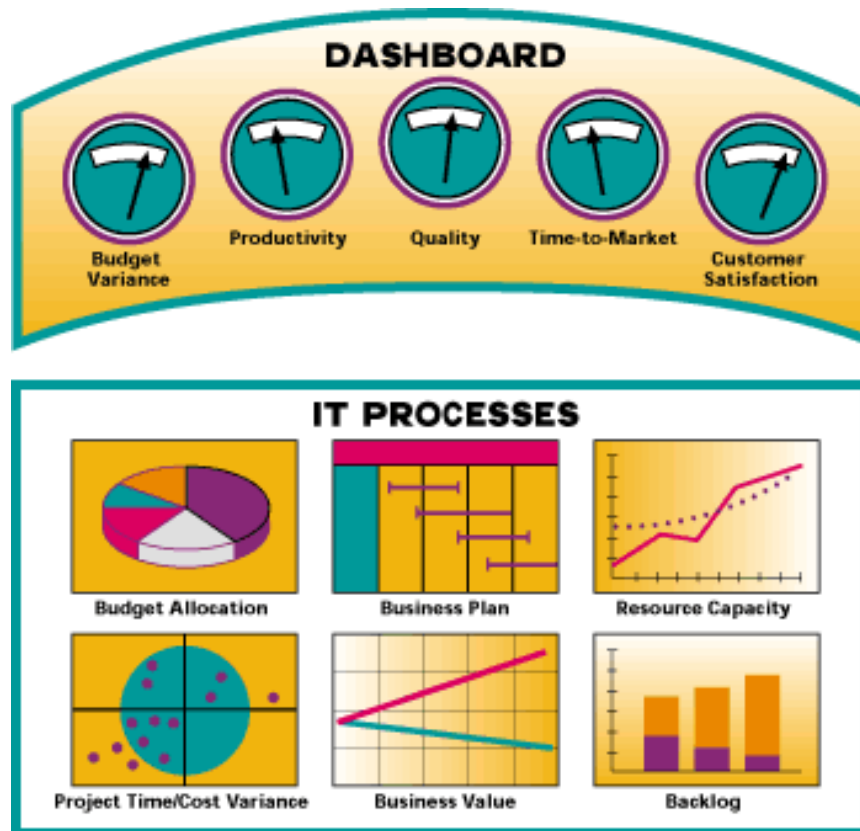 DASHBOARD
Budget
Variance
Productivity
Quality
Time-to-Market
Customer
Satisfaction
IT PROCESSES
Budget Allocation
Business Plan
Resource Capacity
Project Time/Cost Variance
Business Value
Backlog